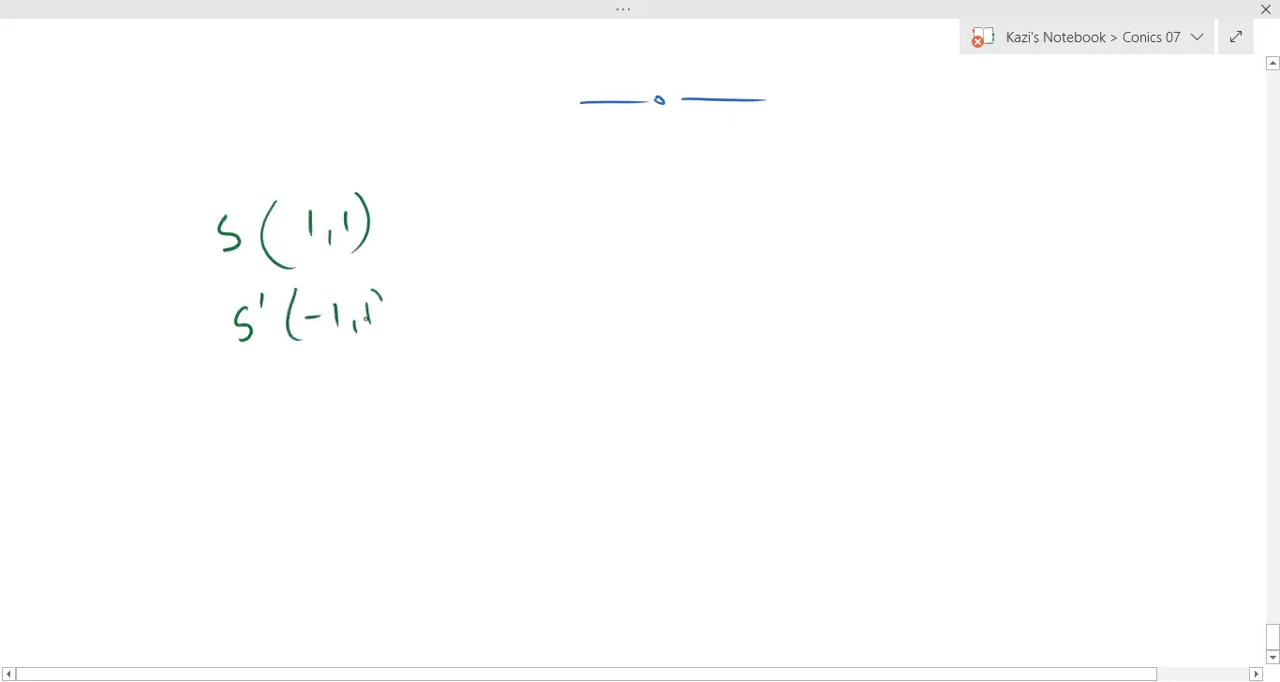 Kazi's Notebook > Conics 07
S (1,1)
S' (-1,1)